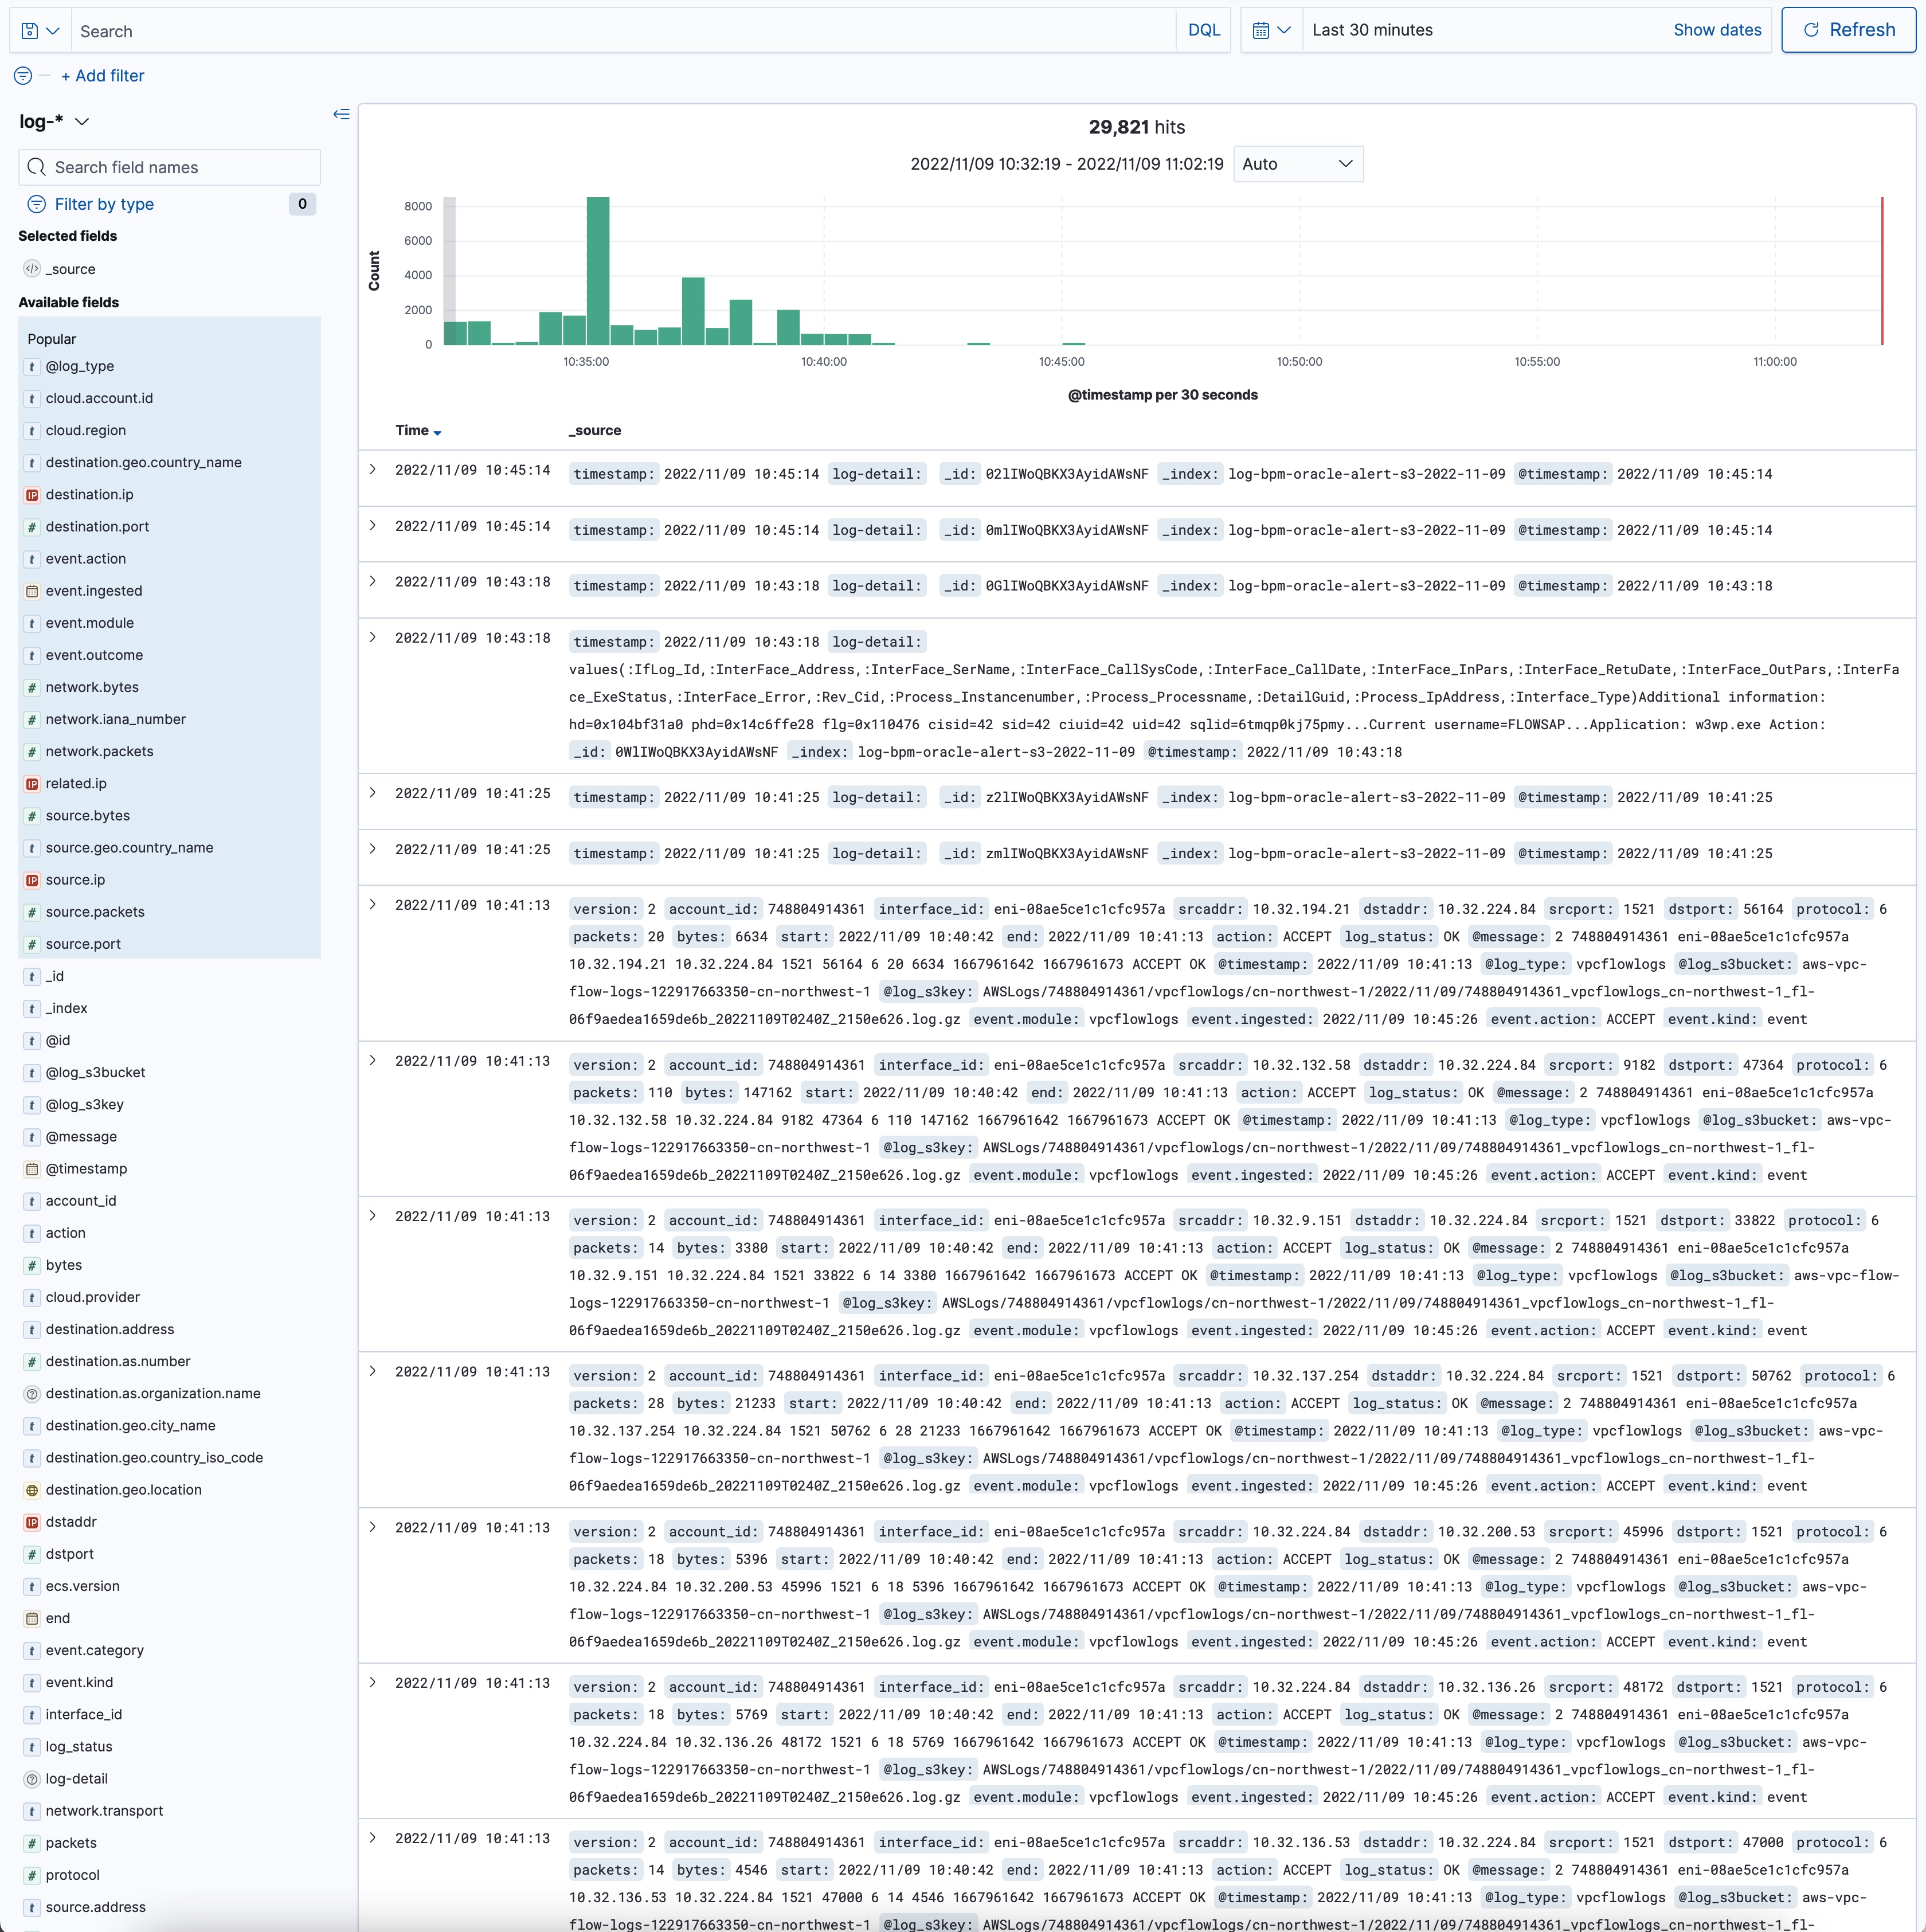 Search
DQL
Last 30 minutes
Show dates
Refresh
+ Add filter
log-*
Search field names
Filter by type
0
Selected fields
_source
Available fields
Popular
@log_type
cloud.account.id
cloud.region
destination.geo.country_name
destination.ip
destination.port
event.action
event.ingested
event.module
event.outcome
network.bytes
network.iana_number
network.packets
related.ip
source.bytes
source.geo.country_name
source.ip
source.packets
source.port
_id
_index
@id
@log_s3bucket
@log_s3key
@message
@timestamp
account_id
action
bytes
cloud.provider
destination.address
destination.as.number
destination.as.organization.name
destination.geo.city_name
destination.geo.country_iso_code
destination.geo.location
dstaddr
dstport
ecs.version
end
event.category
event.kind
interface_id
log_status
log-detail
network.transport
packets
protocol
source.address
29,821 hits
2022/11/09 10:32:19 - 2022/11/09 11:02:19
Auto
Count
8000
6000
4000
2000
0
10:35:00 10:40:00 10:45:00 10:50:00 10:55:00 11:00:00
@timestamp per 30 seconds
Time _source
2022/11/09 10:45:14 timestamp: 2022/11/09 10:45:14 log-detail: _id: 02lIWoQBKX3AyidAWsNF _index: log-bpm-oracle-alert-s3-2022-11-09 @timestamp: 2022/11/09 10:45:14
2022/11/09 10:45:14 timestamp: 2022/11/09 10:45:14 log-detail: _id: 0mlIWoQBKX3AyidAWsNF _index: log-bpm-oracle-alert-s3-2022-11-09 @timestamp: 2022/11/09 10:45:14
2022/11/09 10:43:18 timestamp: 2022/11/09 10:43:18 log-detail: _id: 0GlIWoQBKX3AyidAWsNF _index: log-bpm-oracle-alert-s3-2022-11-09 @timestamp: 2022/11/09 10:43:18
2022/11/09 10:43:18 timestamp: 2022/11/09 10:43:18 log-detail:
values(:IfLog_Id,:InterFace_Address,:InterFace_SerName,:InterFace_CallSysCode,:InterFace_CallDate,:InterFace_InPars,:InterFace_RetuDate,:InterFace_OutPars,:InterFa
ce_ExeStatus,:InterFace_Error,:Rev_Cid,:Process_Instancenumber,:Process_Processname,:DetailGuid,:Process_IpAddress,:Interface_Type)Additional information:
hd=0x104bf31a0 phd=0x14c6ffe28 flg=0x110476 cisid=42 sid=42 ciuid=42 uid=42 sqlid=6tmqp0kj75pmy...Current username=FLOWSAP...Application: w3wp.exe Action:
_id: 0WlIWoQBKX3AyidAWsNF _index: log-bpm-oracle-alert-s3-2022-11-09 @timestamp: 2022/11/09 10:43:18
2022/11/09 10:41:25 timestamp: 2022/11/09 10:41:25 log-detail: _id: z2lIWoQBKX3AyidAWsNF _index: log-bpm-oracle-alert-s3-2022-11-09 @timestamp: 2022/11/09 10:41:25
2022/11/09 10:41:25 timestamp: 2022/11/09 10:41:25 log-detail: _id: zmlIWoQBKX3AyidAWsNF _index: log-bpm-oracle-alert-s3-2022-11-09 @timestamp: 2022/11/09 10:41:25
2022/11/09 10:41:13 version: 2 account_id: 748804914361 interface_id: eni-08ae5ce1c1cfc957a srcaddr: 10.32.194.21 dstaddr: 10.32.224.84 srcport: 1521 dstport: 56164 protocol: 6
packets: 20 bytes: 6634 start: 2022/11/09 10:40:42 end: 2022/11/09 10:41:13 action: ACCEPT log_status: OK @message: 2 748804914361 eni-08ae5ce1c1cfc957a
10.32.194.21 10.32.224.84 1521 56164 6 20 6634 1667961642 1667961673 ACCEPT OK @timestamp: 2022/11/09 10:41:13 @log_type: vpcflowlogs @log_s3bucket: aws-vpc-
flow-logs-122917663350-cn-northwest-1 @log_s3key: AWSLogs/748804914361/vpcflowlogs/cn-northwest-1/2022/11/09/748804914361_vpcflowlogs_cn-northwest-1_fl-
06f9aedea1659de6b_20221109T0240Z_2150e626.log.gz event.module: vpcflowlogs event.ingested: 2022/11/09 10:45:26 event.action: ACCEPT event.kind: event
2022/11/09 10:41:13 version: 2 account_id: 748804914361 interface_id: eni-08ae5ce1c1cfc957a srcaddr: 10.32.132.58 dstaddr: 10.32.224.84 srcport: 9182 dstport: 47364 protocol: 6
packets: 110 bytes: 147162 start: 2022/11/09 10:40:42 end: 2022/11/09 10:41:13 action: ACCEPT log_status: OK @message: 2 748804914361 eni-08ae5ce1c1cfc957a
10.32.132.58 10.32.224.84 9182 47364 6 110 147162 1667961642 1667961673 ACCEPT OK @timestamp: 2022/11/09 10:41:13 @log_type: vpcflowlogs @log_s3bucket: aws-vpc-
flow-logs-122917663350-cn-northwest-1 @log_s3key: AWSLogs/748804914361/vpcflowlogs/cn-northwest-1/2022/11/09/748804914361_vpcflowlogs_cn-northwest-1_fl-
06f9aedea1659de6b_20221109T0240Z_2150e626.log.gz event.module: vpcflowlogs event.ingested: 2022/11/09 10:45:26 event.action: ACCEPT event.kind: event
2022/11/09 10:41:13 version: 2 account_id: 748804914361 interface_id: eni-08ae5ce1c1cfc957a srcaddr: 10.32.9.151 dstaddr: 10.32.224.84 srcport: 1521 dstport: 33822 protocol: 6
packets: 14 bytes: 3380 start: 2022/11/09 10:40:42 end: 2022/11/09 10:41:13 action: ACCEPT log_status: OK @message: 2 748804914361 eni-08ae5ce1c1cfc957a
10.32.9.151 10.32.224.84 1521 33822 6 14 3380 1667961642 1667961673 ACCEPT OK @timestamp: 2022/11/09 10:41:13 @log_type: vpcflowlogs @log_s3bucket: aws-vpc-flow-
logs-122917663350-cn-northwest-1 @log_s3key: AWSLogs/748804914361/vpcflowlogs/cn-northwest-1/2022/11/09/748804914361_vpcflowlogs_cn-northwest-1_fl-
06f9aedea1659de6b_20221109T0240Z_2150e626.log.gz event.module: vpcflowlogs event.ingested: 2022/11/09 10:45:26 event.action: ACCEPT event.kind: event
2022/11/09 10:41:13 version: 2 account_id: 748804914361 interface_id: eni-08ae5ce1c1cfc957a srcaddr: 10.32.137.254 dstaddr: 10.32.224.84 srcport: 1521 dstport: 50762 protocol: 6
packets: 28 bytes: 21233 start: 2022/11/09 10:40:42 end: 2022/11/09 10:41:13 action: ACCEPT log_status: OK @message: 2 748804914361 eni-08ae5ce1c1cfc957a
10.32.137.254 10.32.224.84 1521 50762 6 28 21233 1667961642 1667961673 ACCEPT OK @timestamp: 2022/11/09 10:41:13 @log_type: vpcflowlogs @log_s3bucket: aws-vpc-
flow-logs-122917663350-cn-northwest-1 @log_s3key: AWSLogs/748804914361/vpcflowlogs/cn-northwest-1/2022/11/09/748804914361_vpcflowlogs_cn-northwest-1_fl-
06f9aedea1659de6b_20221109T0240Z_2150e626.log.gz event.module: vpcflowlogs event.ingested: 2022/11/09 10:45:26 event.action: ACCEPT event.kind: event
2022/11/09 10:41:13 version: 2 account_id: 748804914361 interface_id: eni-08ae5ce1c1cfc957a srcaddr: 10.32.224.84 dstaddr: 10.32.200.53 srcport: 45996 dstport: 1521 protocol: 6
packets: 18 bytes: 5396 start: 2022/11/09 10:40:42 end: 2022/11/09 10:41:13 action: ACCEPT log_status: OK @message: 2 748804914361 eni-08ae5ce1c1cfc957a
10.32.224.84 10.32.200.53 45996 1521 6 18 5396 1667961642 1667961673 ACCEPT OK @timestamp: 2022/11/09 10:41:13 @log_type: vpcflowlogs @log_s3bucket: aws-vpc-
flow-logs-122917663350-cn-northwest-1 @log_s3key: AWSLogs/748804914361/vpcflowlogs/cn-northwest-1/2022/11/09/748804914361_vpcflowlogs_cn-northwest-1_fl-
06f9aedea1659de6b_20221109T0240Z_2150e626.log.gz event.module: vpcflowlogs event.ingested: 2022/11/09 10:45:26 event.action: ACCEPT event.kind: event
2022/11/09 10:41:13 version: 2 account_id: 748804914361 interface_id: eni-08ae5ce1c1cfc957a srcaddr: 10.32.224.84 dstaddr: 10.32.136.26 srcport: 48172 dstport: 1521 protocol: 6
packets: 18 bytes: 5769 start: 2022/11/09 10:40:42 end: 2022/11/09 10:41:13 action: ACCEPT log_status: OK @message: 2 748804914361 eni-08ae5ce1c1cfc957a
10.32.224.84 10.32.136.26 48172 1521 6 18 5769 1667961642 1667961673 ACCEPT OK @timestamp: 2022/11/09 10:41:13 @log_type: vpcflowlogs @log_s3bucket: aws-vpc-
flow-logs-122917663350-cn-northwest-1 @log_s3key: AWSLogs/748804914361/vpcflowlogs/cn-northwest-1/2022/11/09/748804914361_vpcflowlogs_cn-northwest-1_fl-
06f9aedea1659de6b_20221109T0240Z_2150e626.log.gz event.module: vpcflowlogs event.ingested: 2022/11/09 10:45:26 event.action: ACCEPT event.kind: event
2022/11/09 10:41:13 version: 2 account_id: 748804914361 interface_id: eni-08ae5ce1c1cfc957a srcaddr: 10.32.136.53 dstaddr: 10.32.224.84 srcport: 1521 dstport: 47000 protocol: 6
packets: 14 bytes: 4546 start: 2022/11/09 10:40:42 end: 2022/11/09 10:41:13 action: ACCEPT log_status: OK @message: 2 748804914361 eni-08ae5ce1c1cfc957a
10.32.136.53 10.32.224.84 1521 47000 6 14 4546 1667961642 1667961673 ACCEPT OK @timestamp: 2022/11/09 10:41:13 @log_type: vpcflowlogs @log_s3bucket: aws-vpc-
flow-logs-122917663350-cn-northwest-1 @log_s3key: AWSLogs/748804914361/vpcflowlogs/cn-northwest-1/2022/11/09/748804914361_vpcflowlogs_cn-northwest-1_fl-